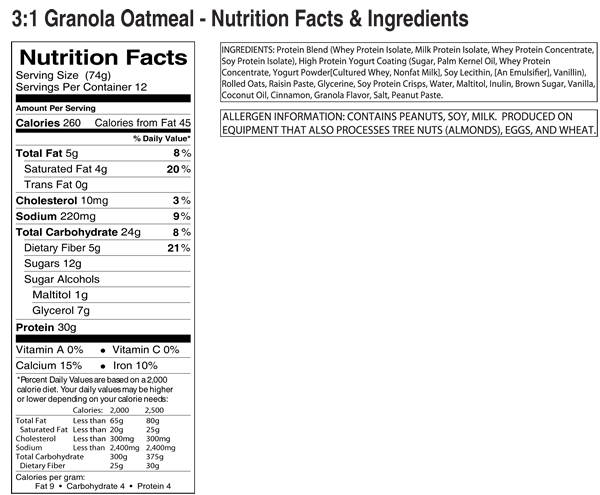 3:1 Granola Oatmeal - Nutrition Facts & Ingredients
Nutrition Facts
Serving Size (74g)
Servings Per Container 12
Amount Per Serving
Calories 260 Calories from Fat 45
% Daily Value*
Total Fat 5g 8%
Saturated Fat 4g 20%
Trans Fat 0g
Cholesterol 10mg 3%
Sodium 220mg 9%
Total Carbohydrate 24g 8%
Dietary Fiber 5g 21%
Sugars 12g
Sugar Alcohols
Maltitol 1g
Glycerol 7g
Protein 30g
Vitamin A 0% • Vitamin C 0%
Calcium 15% • Iron 10%
*Percent Daily Values are based on a 2,000
calorie diet. Your daily values may be higher
or lower depending on your calorie needs:
Calories: 2,000 2,500
Total Fat Less than 65g 80g
Saturated Fat Less than 20g 25g
Cholesterol Less than 300mg 300mg
Sodium Less than 2,400mg 2,400mg
Total Carbohydrate 300g 375g
Dietary Fiber 25g 30g
Calories per gram:
Fat 9 • Carbohydrate 4 • Protein 4
INGREDIENTS: Protein Blend (Whey Protein Isolate, Milk Protein Isolate, Whey Protein Concentrate,
Soy Protein Isolate), High Protein Yogurt Coating (Sugar, Palm Kernel Oil, Whey Protein
Concentrate, Yogurt Powder[Cultured Whey, Nonfat Milk], Soy Lecithin, [An Emulsifier], Vanillin),
Rolled Oats, Raisin Paste, Glycerine, Soy Protein Crisps, Water, Maltitol, Inulin, Brown Sugar, Vanilla,
Coconut Oil, Cinnamon, Granola Flavor, Salt, Peanut Paste.
ALLERGEN INFORMATION: CONTAINS PEANUTS, SOY, MILK. PRODUCED ON
EQUIPMENT THAT ALSO PROCESSES TREE NUTS (ALMONDS), EGGS, AND WHEAT.